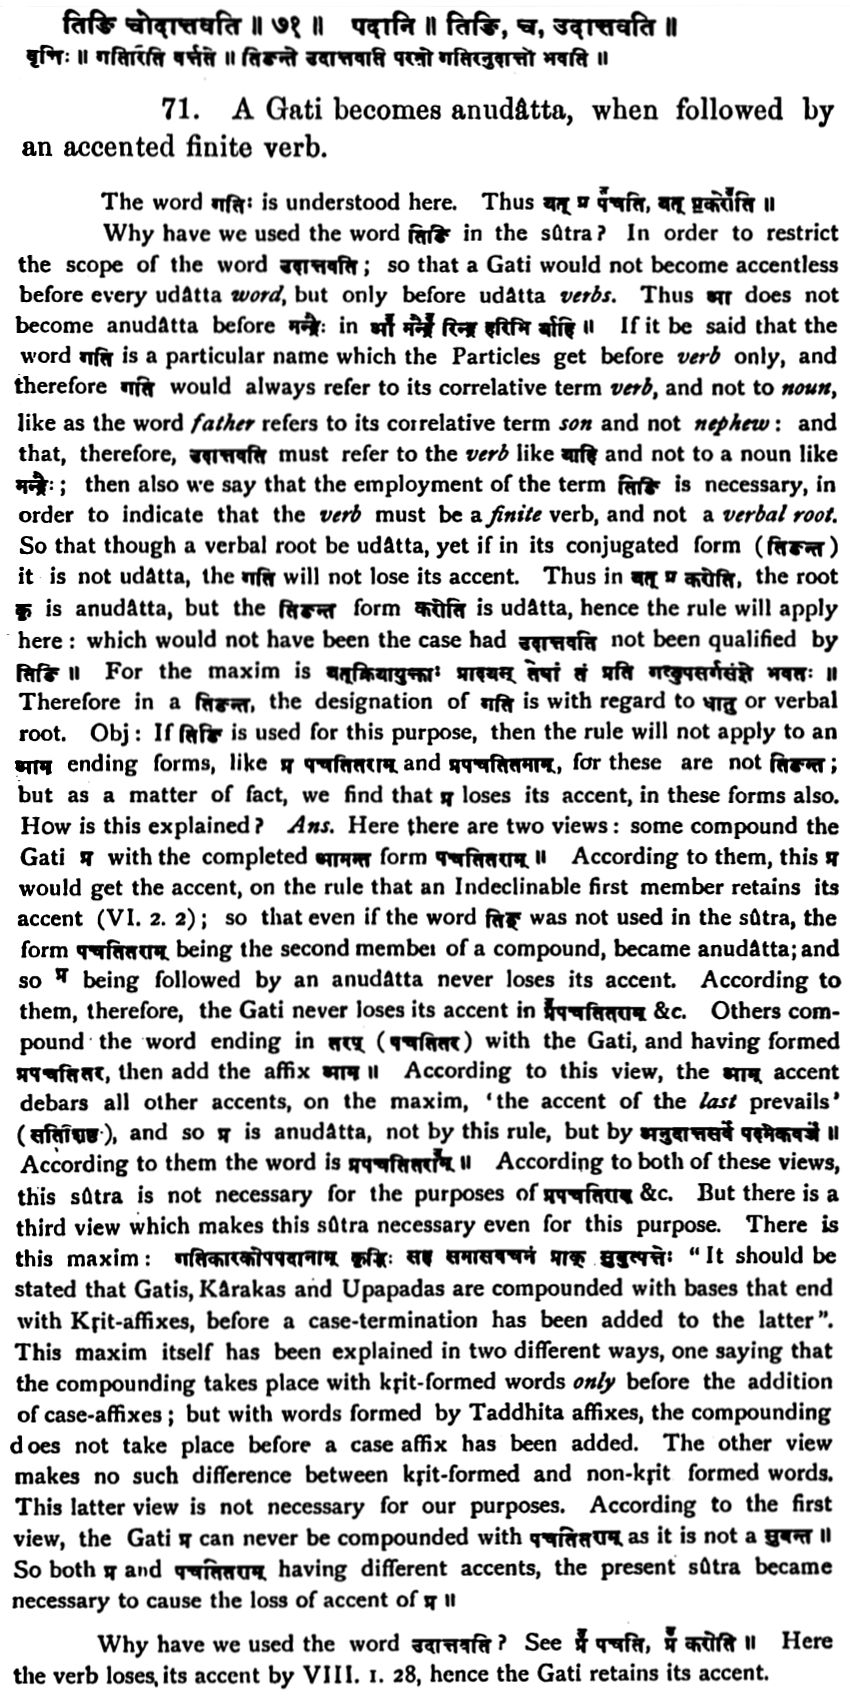 तिङि चोदात्तवति ॥ ७१ ॥ पदानि ॥ तिङि, च, उदात्तवति ॥
वृत्तिः ॥ गतिरिति वर्त्तते ॥ तिङन्ते उदात्तवति परतो गतिरनुदात्तो भवति ॥
71. A Gati becomes anudâtta, when followed by
an accented finite verb.
The word गतिः is understood here. Thus यत् प्र पचति, यत् प्रकरोति ॥
Why have we used the word तिङि in the sûtra? In order to restrict
the scope of the word उदात्तवति; so that a Gati would not become accentless
before every udâtta word, but only before udâtta verbs. Thus आ does not
become anudâtta before मन्द्रैः in आ मन्द्रै रिन्द्र हरिभि र्याहि ॥ If it be said that the
word गति is a particular name which the Particles get before verb only, and
therefore गति would always refer to its correlative term verb, and not to noun,
like as the word father refers to its correlative term son and not nephew: and
that, therefore, उदात्तवति must refer to the verb like याहि and not to a noun like
मन्द्रैः; then also we say that the employment of the term तिङि is necessary, in
order to indicate that the verb must be a finite verb, and not a verbal root.
So that though a verbal root be udâtta, yet if in its conjugated form (तिङन्त)
it is not udâtta, the गति will not lose its accent. Thus in यत् प्र करोति, the root
कृ is anudâtta, but the तिङन्त form करोति is udâtta, hence the rule will apply
here: which would not have been the case had उदात्तवति not been qualified by
तिङि ॥ For the maxim is यत्क्रियायुक्ताः प्रादयस् तेषां तं प्रति गत्युपसर्गसंज्ञे भवतः ॥
Therefore in a तिङन्त, the designation of गति is with regard to धातु or verbal
root. Obj: If तिङि is used for this purpose, then the rule will not apply to an
आम ending forms, like प्र पचतितराम् and प्रपचतितमाम्, for these are not तिङन्त;
but as a matter of fact, we find that प्र loses its accent, in these forms also.
How is this explained? Ans. Here there are two views: some compound the
Gati प्र with the completed आमन्त form पचतितराम् ॥ According to them, this प्र
would get the accent, on the rule that an Indeclinable first member retains its
accent (VI. 2. 2); so that even if the word तिङ् was not used in the sûtra, the
form पचतितराम् being the second member of a compound, became anudâtta; and
so प्र being followed by an anudâtta never loses its accent. According to
them, therefore, the Gati never loses its accent in प्रपचतितराम् &c. Others com-
pound the word ending in तरप् (पचतितर) with the Gati, and having formed
प्रपचतितर, then add the affix आम ॥ According to this view, the आम् accent
debars all other accents, on the maxim, 'the accent of the last prevails'
(सतिशिष्ट), and so प्र is anudâtta, not by this rule, but by अनुदात्तसर्वे पदमेकवर्जे ॥
According to them the word is प्रपचतितराम् ॥ According to both of these views,
this sûtra is not necessary for the purposes of प्रपचतितराम् &c. But there is a
third view which makes this sûtra necessary even for this purpose. There is
this maxim: गतिकारकोपपदानाम् कृद्भिः सह समासवचनं प्राक् सुबुत्पत्तेः "It should be
stated that Gatis, Kârakas and Upapadas are compounded with bases that end
with Kṛit-affixes, before a case-termination has been added to the latter".
This maxim itself has been explained in two different ways, one saying that
the compounding takes place with kṛit-formed words only before the addition
of case-affixes; but with words formed by Taddhita affixes, the compounding
does not take place before a case affix has been added. The other view
makes no such difference between kṛit-formed and non-kṛit formed words.
This latter view is not necessary for our purposes. According to the first
view, the Gati प्र can never be compounded with पचतितराम् as it is not a सुबन्त ॥
So both प्र and पचतितराम् having different accents, the present sûtra became
necessary to cause the loss of accent of प्र ॥
Why have we used the word उदात्तवति? See प्र पचति, प्र करोति ॥ Here
the verb loses its accent by VIII. 1. 28, hence the Gati retains its accent.